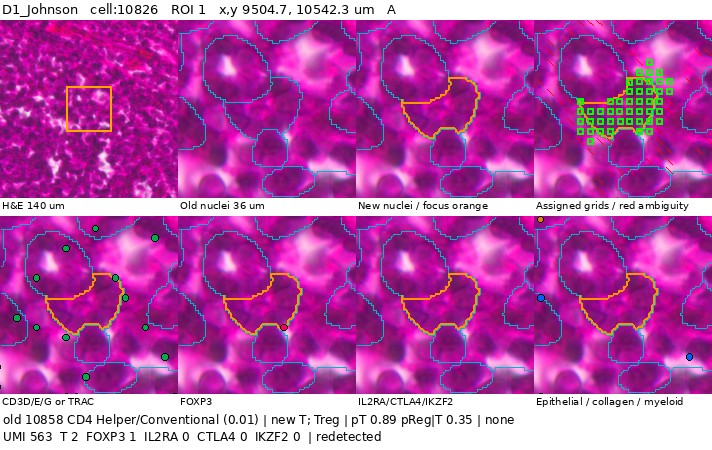 D1_Johnson cell:10826 ROI 1 x,y 9504.7, 10542.3 um A
H&E 140 um
Old nuclei 36 um
New nuclei / focus orange
Assigned grids / red ambiguity
CD3D/E/G or TRAC
FOXP3
IL2RA/CTLA4/IKZF2
Epithelial / collagen / myeloid
old 10858 CD4 Helper/Conventional (0.01) | new T; Treg | pT 0.89 pReg|T 0.35 | none
UMI 563 T 2 FOXP3 1 IL2RA 0 CTLA4 0 IKZF2 0 | redetected